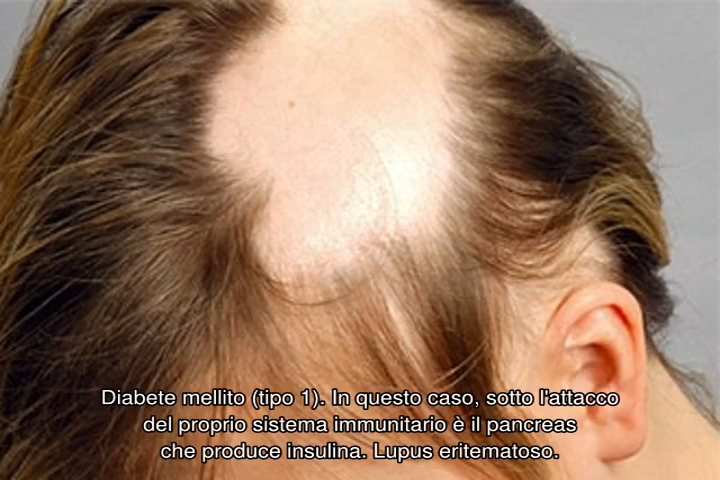 Diabete mellito (tipo 1). In questo caso, sotto l'attacco
del proprio sistema immunitario è il pancreas
che produce insulina. Lupus eritematoso.